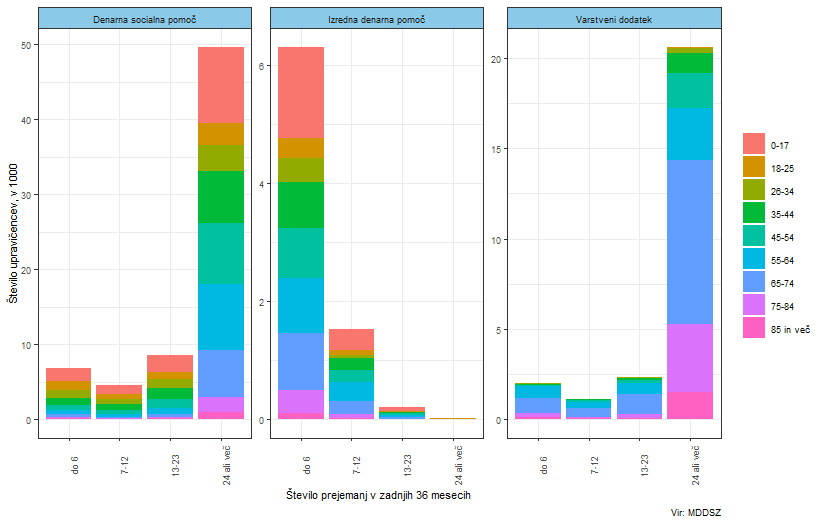 Denarna socialna pomoč
Izredna denarna pomoč
Varstveni dodatek
Število upravičencev, v 1000
50
40
30
20
10
0
6
4
2
0
20
15
10
5
0
do 6
7-12
13-23
24 ali več
do 6
7-12
13-23
24 ali več
do 6
7-12
13-23
24 ali več
Število prejemanj v zadnjih 36 mesecih
0-17
18-25
26-34
35-44
45-54
55-64
65-74
75-84
85 in več
Vir: MDDSZ